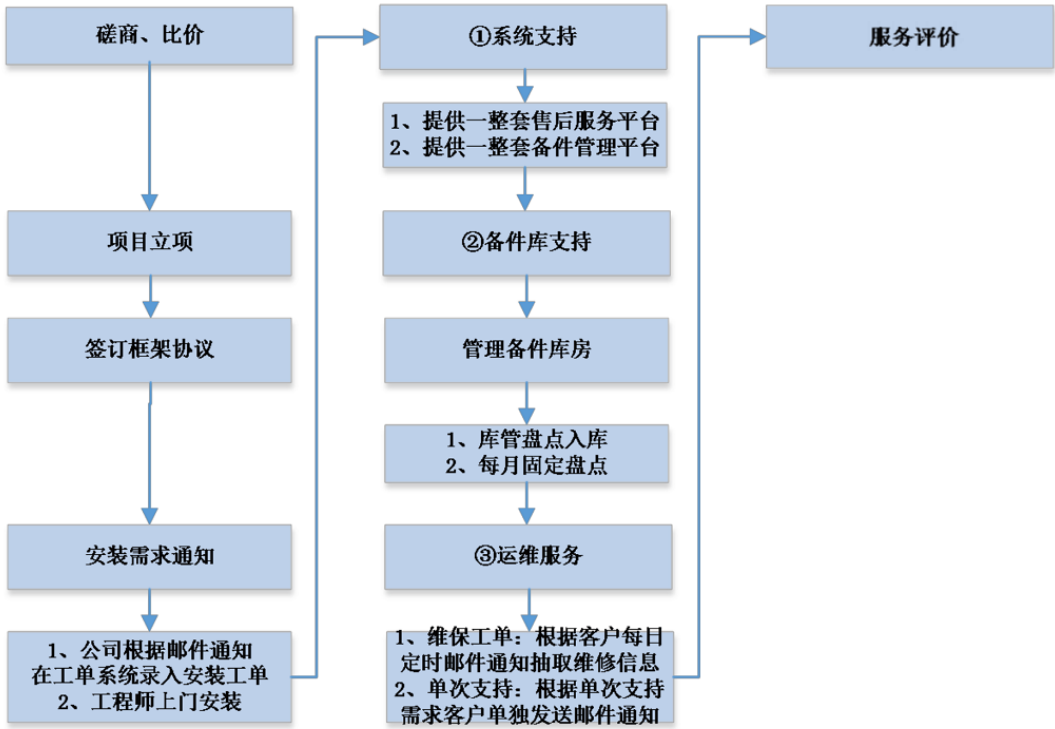 磋商、比价
项目立项
签订框架协议
安装需求通知
1、公司根据邮件通知
在工单系统录入安装工单
2、工程师上门安装
①系统支持
1、提供一整套售后服务平台
2、提供一整套备件管理平台
②备件库支持
管理备件库房
1、库管盘点入库
2、每月固定盘点
③运维服务
1、维保工单：根据客户每日
定时邮件通知抽取维修信息
2、单次支持：根据单次支持
需求客户单独发送邮件通知
服务评价